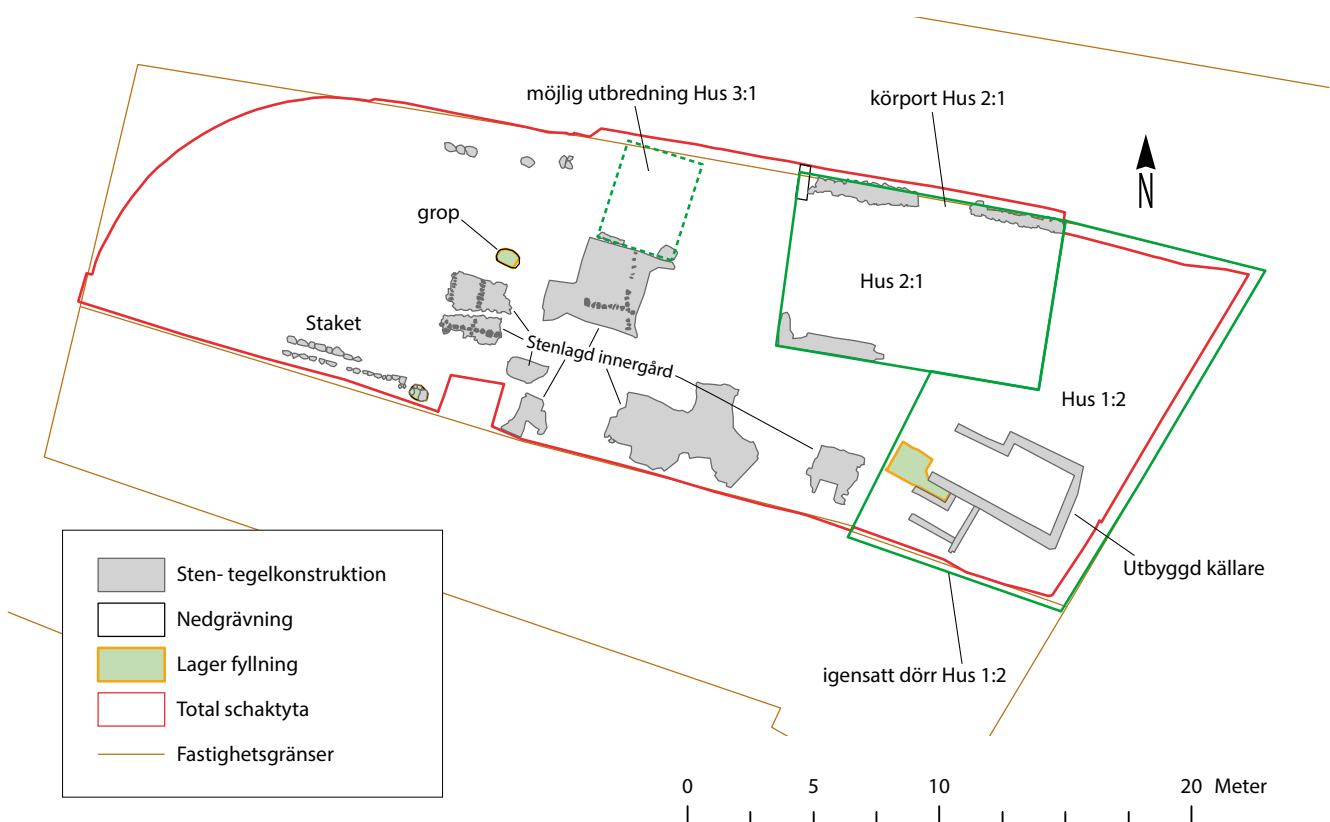 möjlig utbredning Hus 3:1
körport Hus 2:1
N
grop
Hus 2:1
Staket
Stenlagd innergård
Hus 1:2
Utbyggd källare
igensatt dörr Hus 1:2
Sten- tegelkonstruktion
Nedgrävning
Lager fyllning
Total schaktyta
Fastighetsgränser
0 5 10 20 Meter